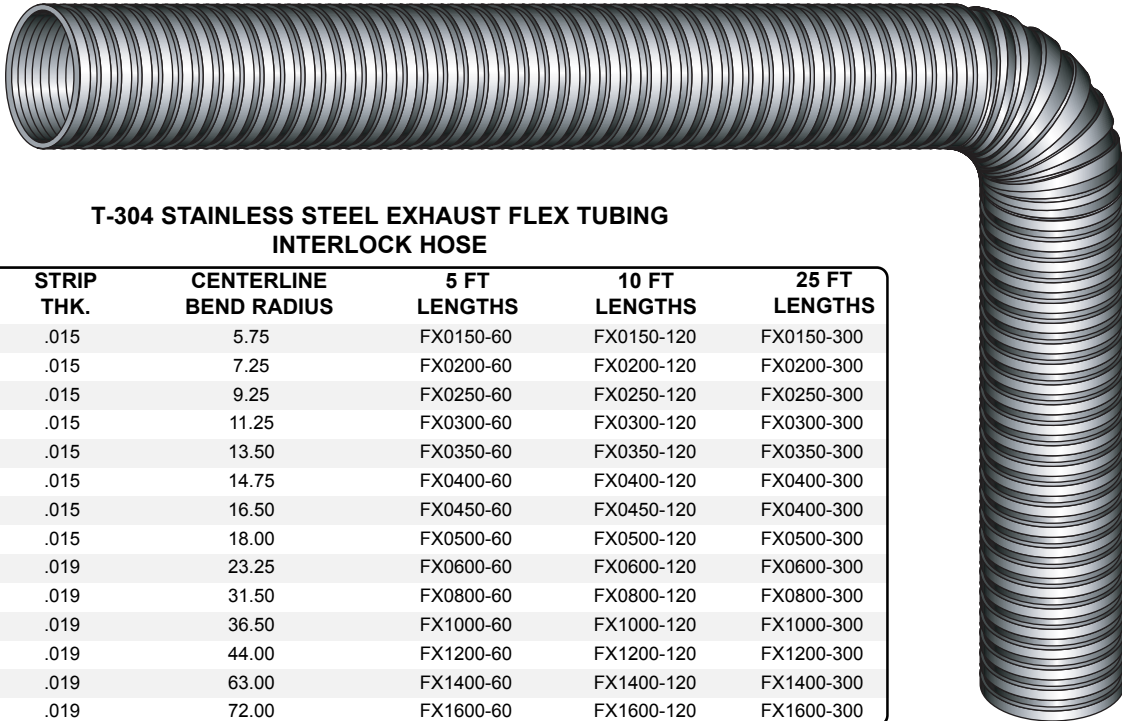 T-304 STAINLESS STEEL EXHAUST FLEX TUBING
INTERLOCK HOSE
STRIP THK. CENTERLINE BEND RADIUS 5 FT LENGTHS 10 FT LENGTHS 25 FT LENGTHS
.015 5.75 FX0150-60 FX0150-120 FX0150-300
.015 7.25 FX0200-60 FX0200-120 FX0200-300
.015 9.25 FX0250-60 FX0250-120 FX0250-300
.015 11.25 FX0300-60 FX0300-120 FX0300-300
.015 13.50 FX0350-60 FX0350-120 FX0350-300
.015 14.75 FX0400-60 FX0400-120 FX0400-300
.015 16.50 FX0450-60 FX0450-120 FX0400-300
.015 18.00 FX0500-60 FX0500-120 FX0500-300
.019 23.25 FX0600-60 FX0600-120 FX0600-300
.019 31.50 FX0800-60 FX0800-120 FX0800-300
.019 36.50 FX1000-60 FX1000-120 FX1000-300
.019 44.00 FX1200-60 FX1200-120 FX1200-300
.019 63.00 FX1400-60 FX1400-120 FX1400-300
.019 72.00 FX1600-60 FX1600-120 FX1600-300